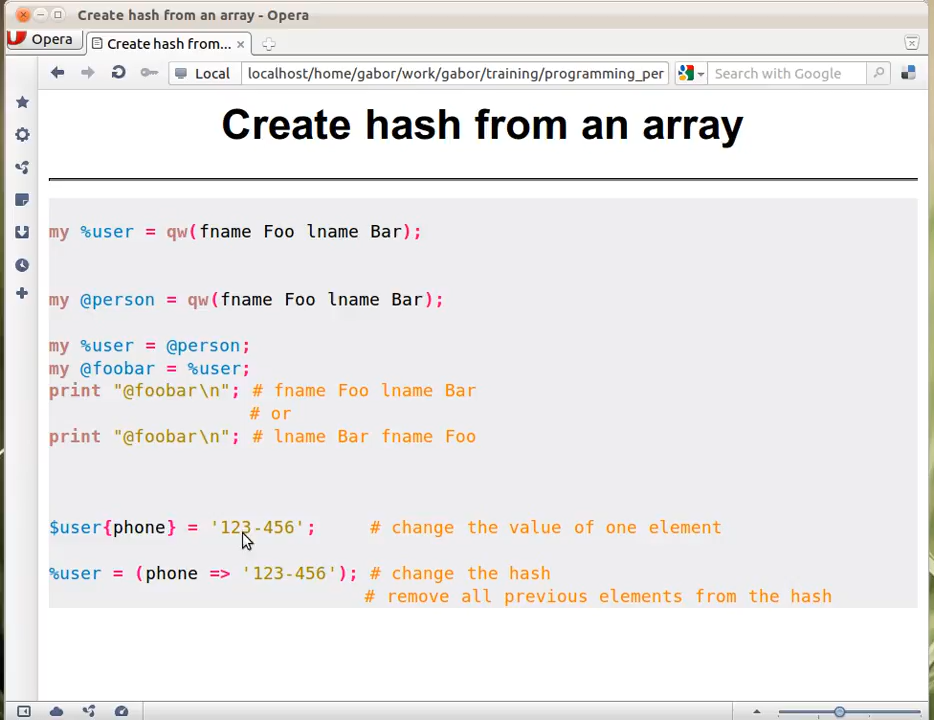 Create hash from an array - Opera
Opera
Create hash from...
Local
localhost/home/gabor/work/gabor/training/programming_per
Search with Google
Create hash from an array
my %user = qw(fname Foo lname Bar);
my @person = qw(fname Foo lname Bar);
my %user = @person;
my @foobar = %user;
print "@foobar\n"; # fname Foo lname Bar
# or
print "@foobar\n"; # lname Bar fname Foo
$user{phone} = '123-456'; # change the value of one element
%user = (phone => '123-456'); # change the hash
# remove all previous elements from the hash